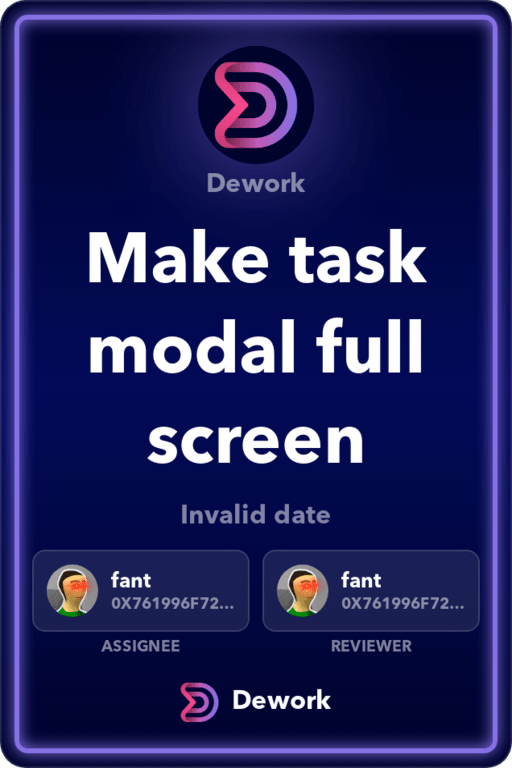 Dework
Make task
modal full
screen
Invalid date
fant
0X761996F72...
ASSIGNEE
fant
0X761996F72...
REVIEWER
Dework